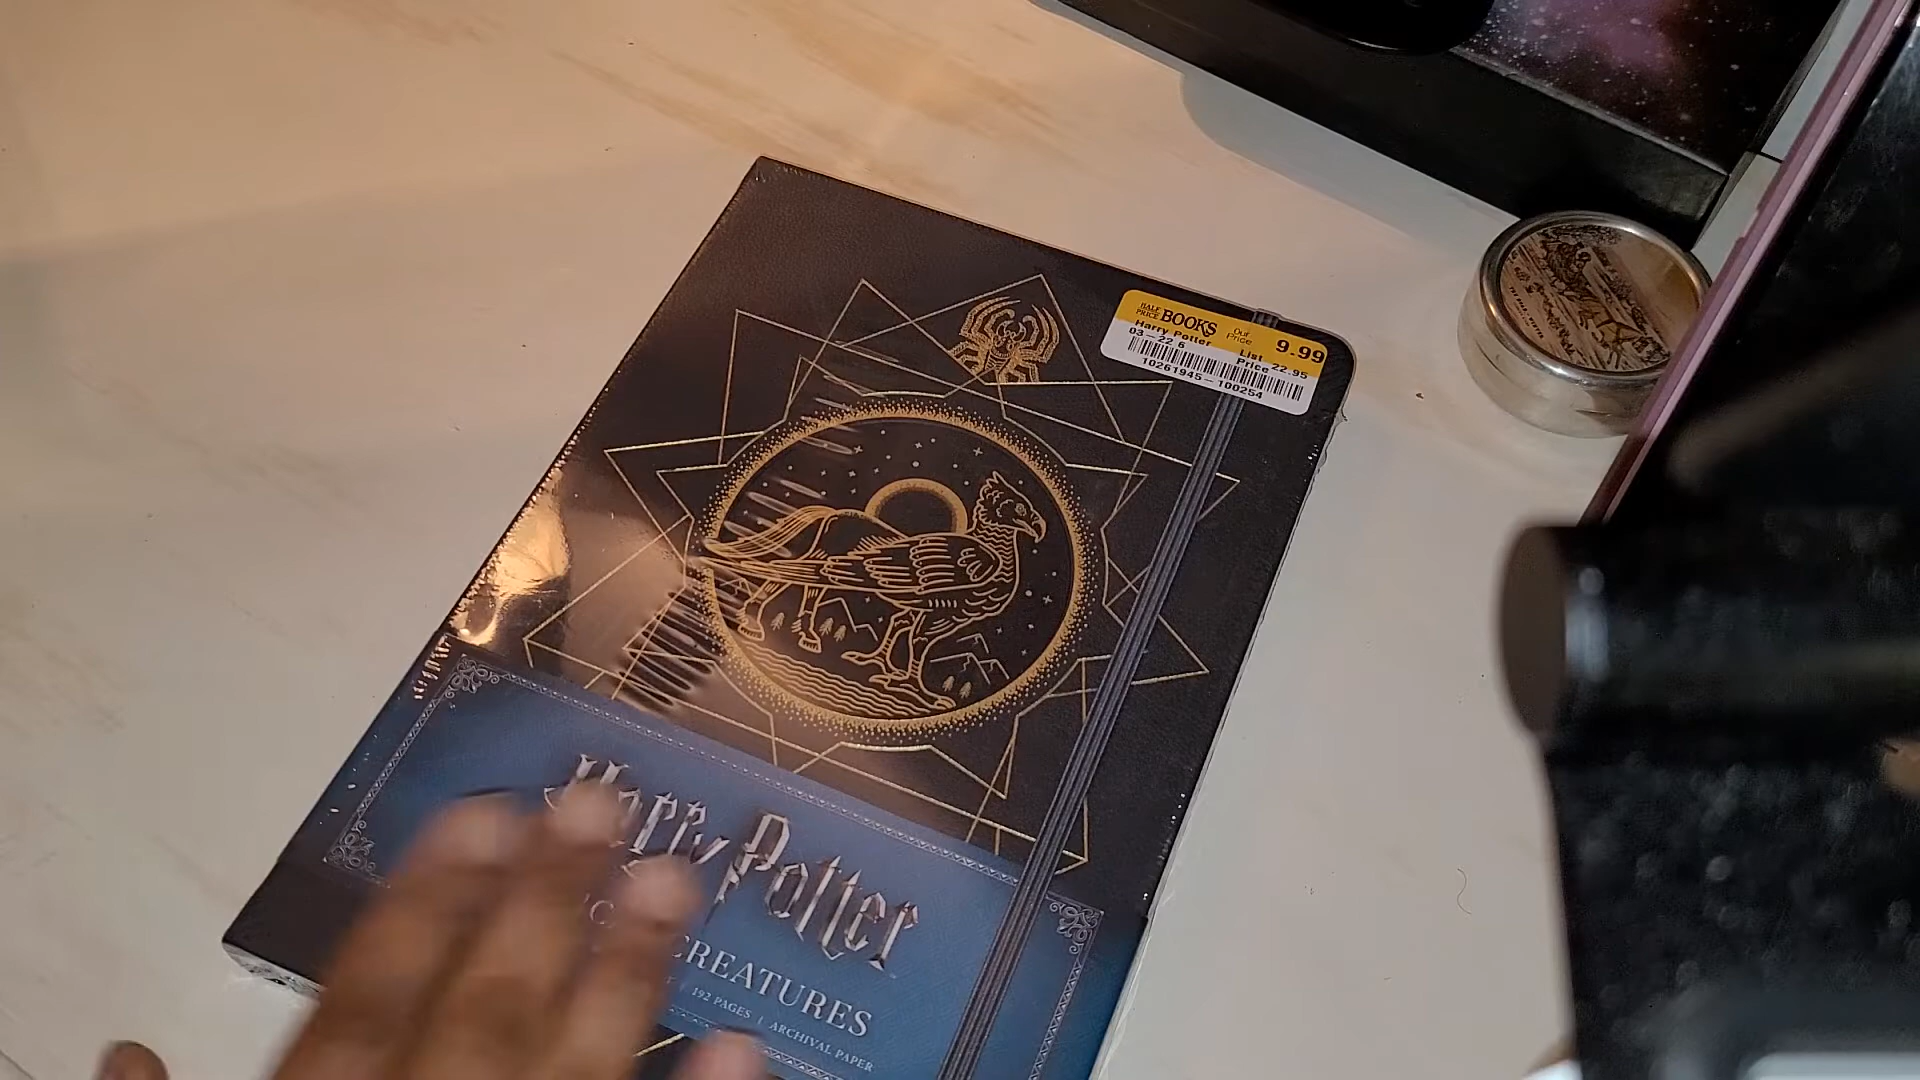 HALF PRICE BOOKS
Our Price 9.99
Harry Potter
03-22 6
List Price 22.95
10261945-100254
Harry Potter
CREATURES
192 PAGES | ARCHIVAL PAPER